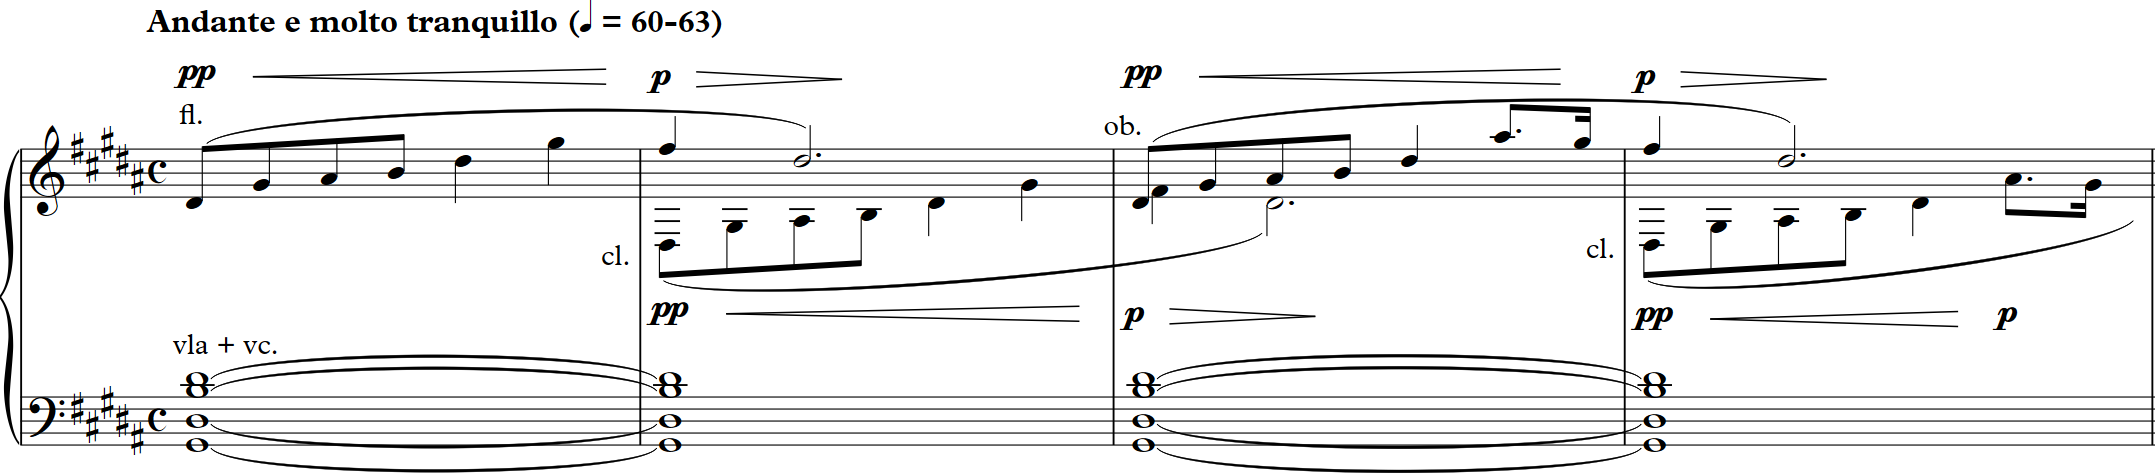 Andante e molto tranquillo (♩ = 60-63)
pp p pp p
fl. ob.
cl. cl.
pp p pp p
vla + vc.